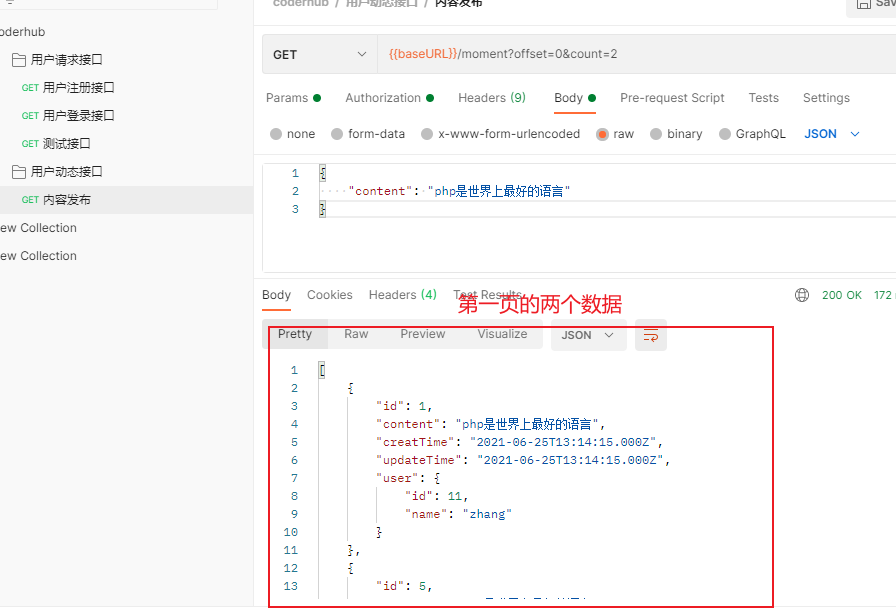 coderhub / 用户动态接口 / 内容发布
Sav
oderhub
用户请求接口
GET 用户注册接口
GET 用户登录接口
GET 测试接口
用户动态接口
GET 内容发布
ew Collection
ew Collection
GET {{baseURL}}/moment?offset=0&count=2
Params Authorization Headers (9) Body Pre-request Script Tests Settings
none form-data x-www-form-urlencoded raw binary GraphQL JSON
1 {
2 "content": "php是世界上最好的语言"
3 }
Body Cookies Headers (4) Test Results 200 OK 172
第一页的两个数据
Pretty Raw Preview Visualize JSON
1 [
2 {
3 "id": 1,
4 "content": "php是世界上最好的语言",
5 "creatTime": "2021-06-25T13:14:15.000Z",
6 "updateTime": "2021-06-25T13:14:15.000Z",
7 "user": {
8 "id": 11,
9 "name": "zhang"
10 }
11 },
12 {
13 "id": 5,